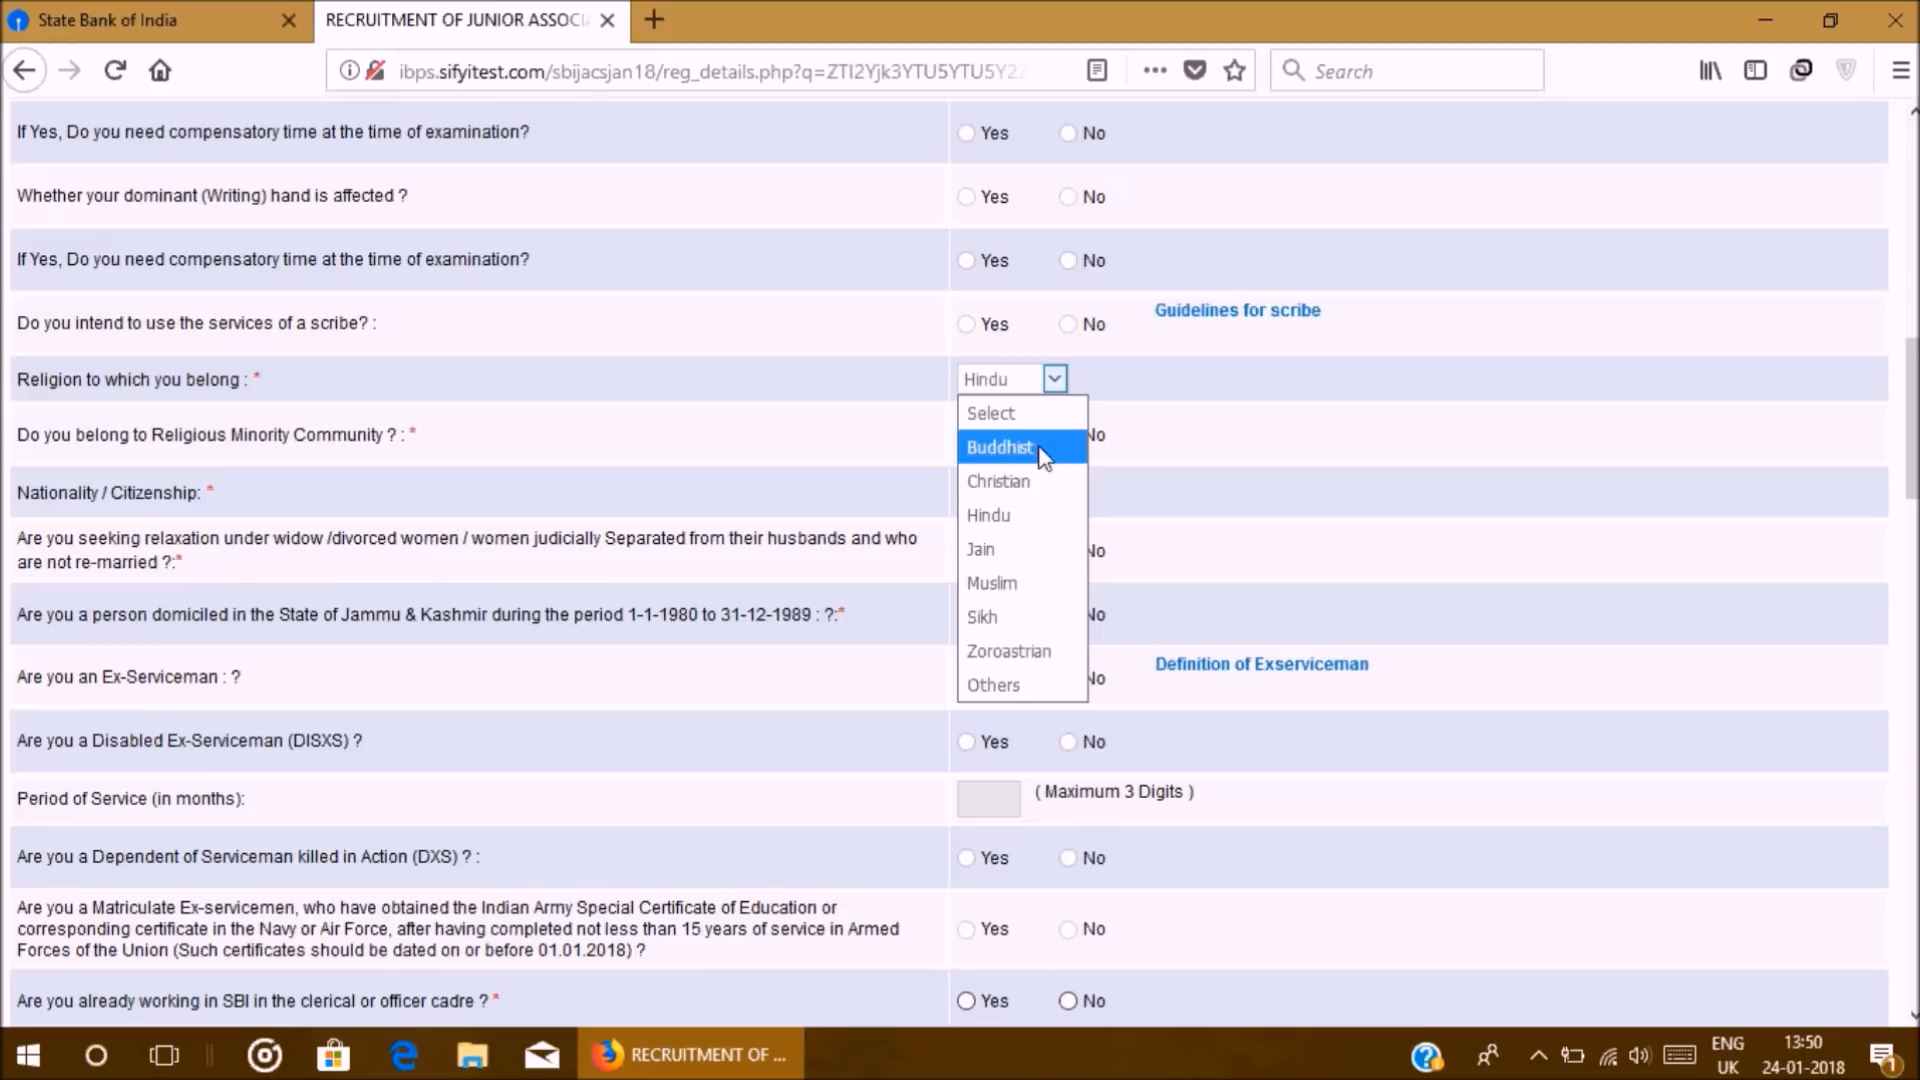 State Bank of India
RECRUITMENT OF JUNIOR ASSOCI
ibps.sifyitest.com/sbijacsjan18/reg_details.php?q=ZTI2Yjk3YTU5YTU5Y2
Search
If Yes, Do you need compensatory time at the time of examination?
Yes No
Whether your dominant (Writing) hand is affected ?
Yes No
If Yes, Do you need compensatory time at the time of examination?
Yes No
Do you intend to use the services of a scribe? :
Yes No
Guidelines for scribe
Religion to which you belong : *
Hindu
Select
Buddhist
Christian
Hindu
Jain
Muslim
Sikh
Zoroastrian
Others
Do you belong to Religious Minority Community ? : *
No
Nationality / Citizenship: *
Are you seeking relaxation under widow /divorced women / women judicially Separated from their husbands and who
are not re-married ?:*
No
Are you a person domiciled in the State of Jammu & Kashmir during the period 1-1-1980 to 31-12-1989 : ?:*
No
Are you an Ex-Serviceman : ?
No
Definition of Exserviceman
Are you a Disabled Ex-Serviceman (DISXS) ?
Yes No
Period of Service (in months):
( Maximum 3 Digits )
Are you a Dependent of Serviceman killed in Action (DXS) ? :
Yes No
Are you a Matriculate Ex-servicemen, who have obtained the Indian Army Special Certificate of Education or
corresponding certificate in the Navy or Air Force, after having completed not less than 15 years of service in Armed
Forces of the Union (Such certificates should be dated on or before 01.01.2018) ?
Yes No
Are you already working in SBI in the clerical or officer cadre ? *
Yes No
RECRUITMENT OF ...
ENG
UK
13:50
24-01-2018
1